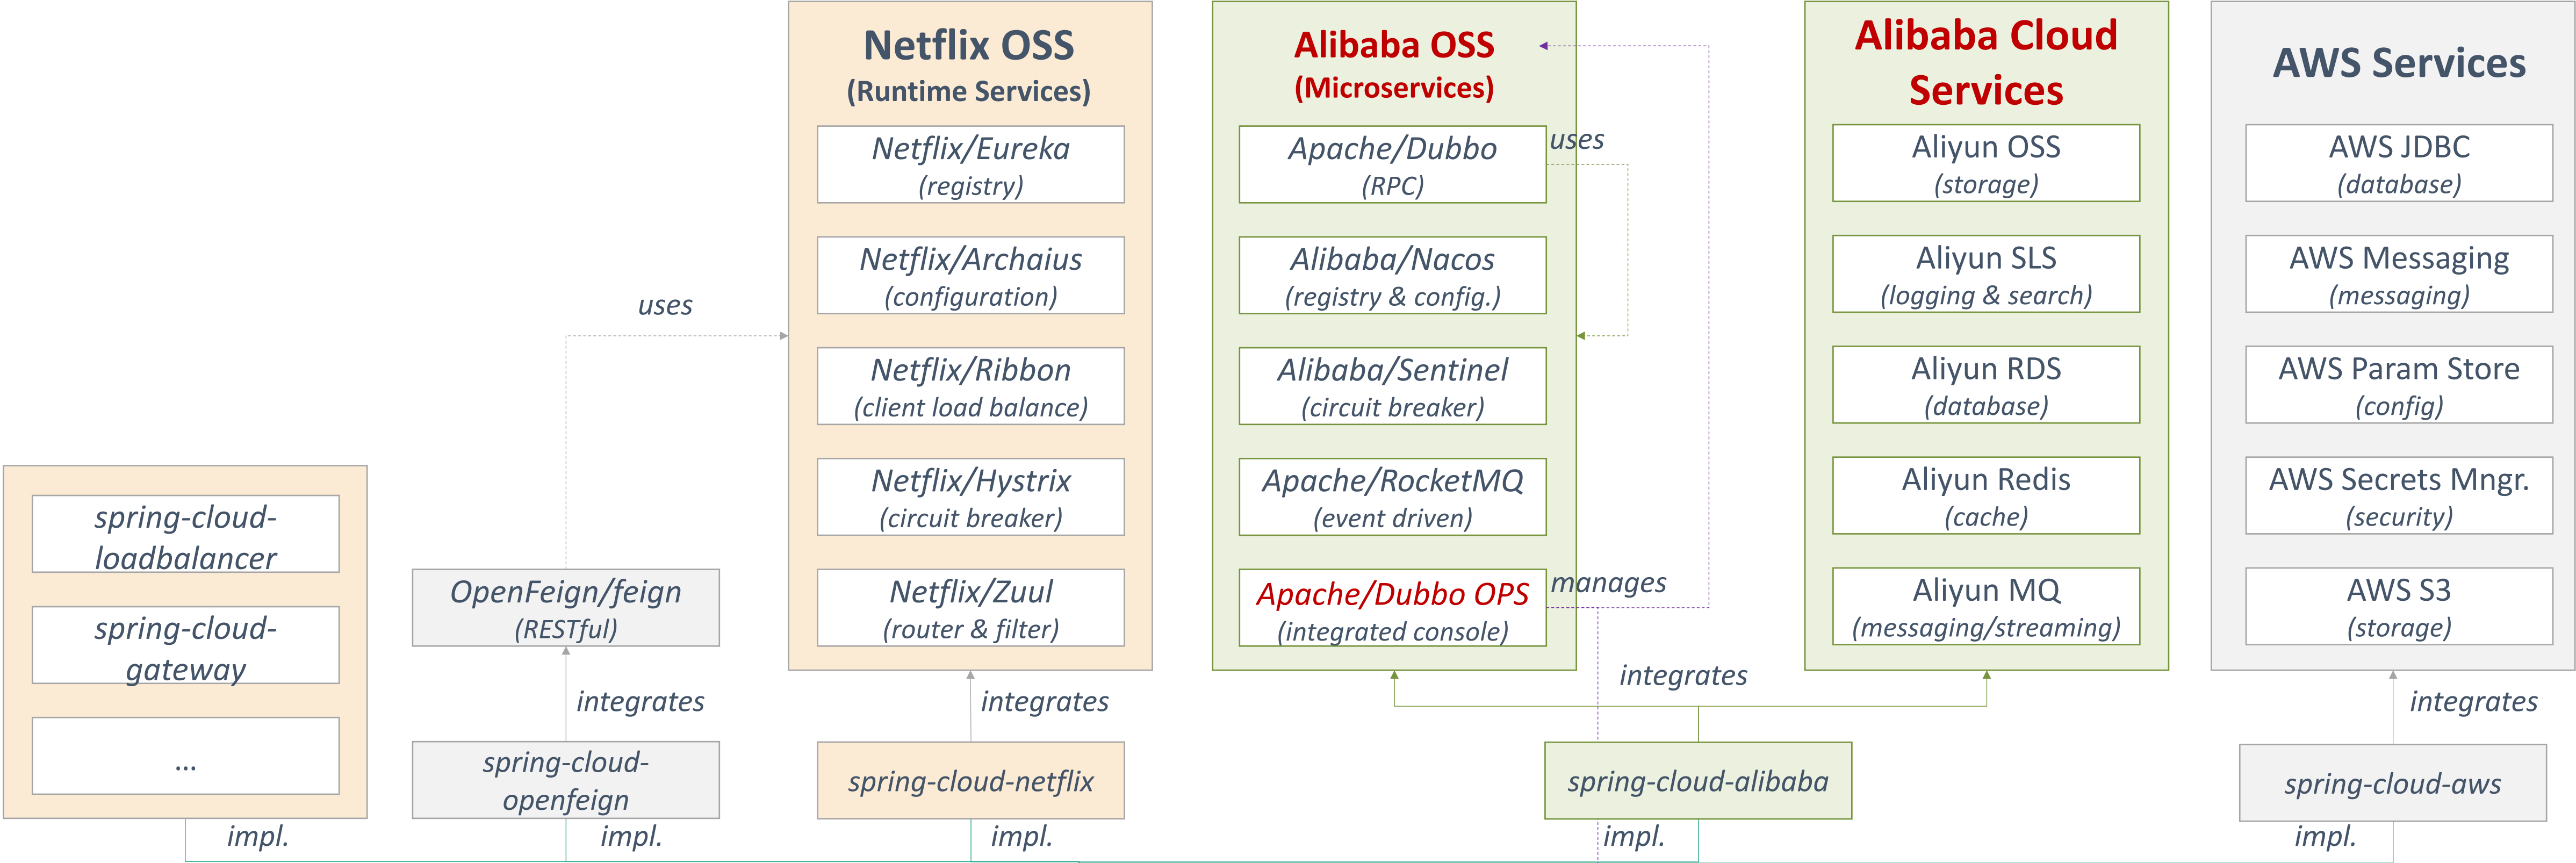 Netflix OSS
(Runtime Services)
Netflix/Eureka
(registry)
Netflix/Archaius
(configuration)
Netflix/Ribbon
(client load balance)
Netflix/Hystrix
(circuit breaker)
Netflix/Zuul
(router & filter)
Alibaba OSS
(Microservices)
Apache/Dubbo
(RPC)
Alibaba/Nacos
(registry & config.)
Alibaba/Sentinel
(circuit breaker)
Apache/RocketMQ
(event driven)
Apache/Dubbo OPS
(integrated console)
uses
manages
Alibaba Cloud
Services
Aliyun OSS
(storage)
Aliyun SLS
(logging & search)
Aliyun RDS
(database)
Aliyun Redis
(cache)
Aliyun MQ
(messaging/streaming)
AWS Services
AWS JDBC
(database)
AWS Messaging
(messaging)
AWS Param Store
(config)
AWS Secrets Mngr.
(security)
AWS S3
(storage)
uses
spring-cloud-
loadbalancer
spring-cloud-
gateway
...
OpenFeign/feign
(RESTful)
integrates
integrates
integrates
integrates
spring-cloud-
openfeign
spring-cloud-netflix
spring-cloud-alibaba
spring-cloud-aws
impl.
impl.
impl.
impl.
impl.